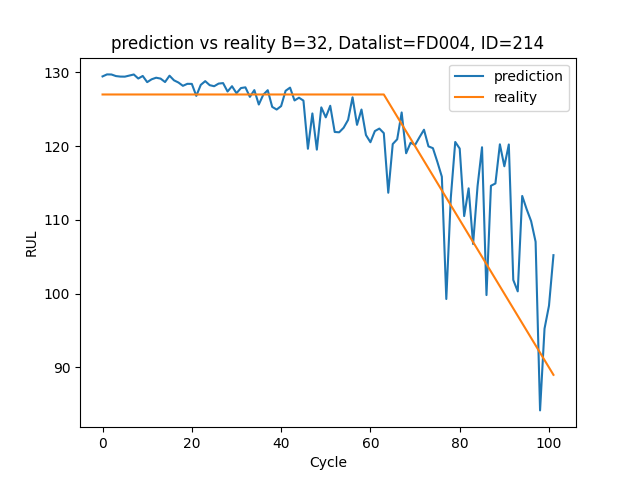 prediction vs reality B=32, Datalist=FD004, ID=214
prediction
reality
130
120
110
100
90
RUL
0
20
40
60
80
100
Cycle